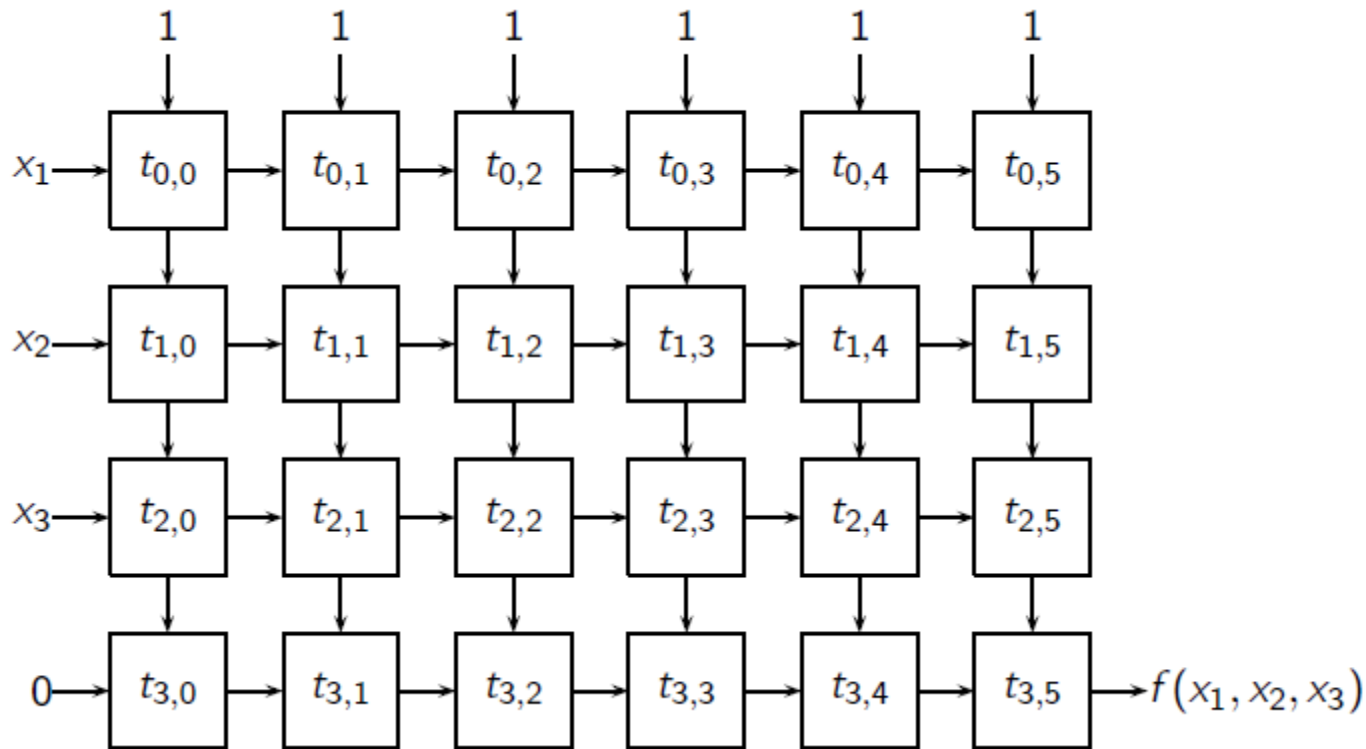 1 1 1 1 1 1
x₁ t₀,₀ t₀,₁ t₀,₂ t₀,₃ t₀,₄ t₀,₅
x₂ t₁,₀ t₁,₁ t₁,₂ t₁,₃ t₁,₄ t₁,₅
x₃ t₂,₀ t₂,₁ t₂,₂ t₂,₃ t₂,₄ t₂,₅
0 t₃,₀ t₃,₁ t₃,₂ t₃,₃ t₃,₄ t₃,₅ f(x₁, x₂, x₃)